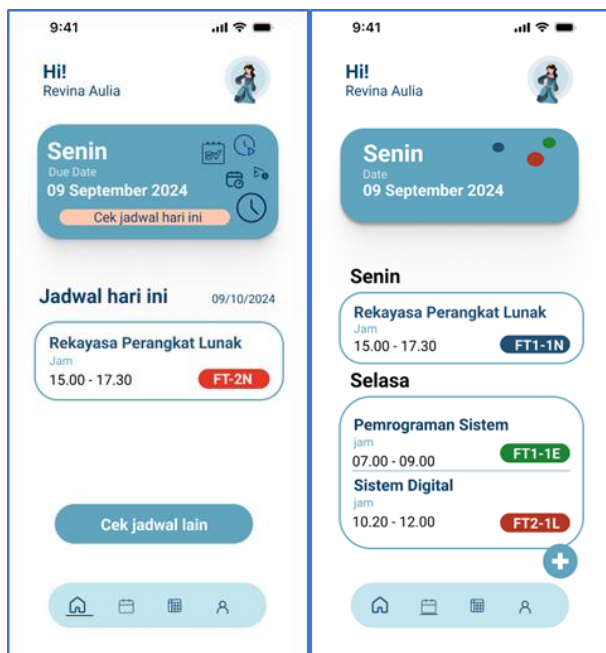 9:41
Hi!
Revina Aulia
Senin
Due Date
09 September 2024
Cek jadwal hari ini
Jadwal hari ini
09/10/2024
Rekayasa Perangkat Lunak
Jam
15.00 - 17.30
FT-2N
Cek jadwal lain
9:41
Hi!
Revina Aulia
Senin
Date
09 September 2024
Senin
Rekayasa Perangkat Lunak
Jam
15.00 - 17.30
FT1-1N
Selasa
Pemrograman Sistem
jam
07.00 - 09.00
FT1-1E
Sistem Digital
jam
10.20 - 12.00
FT2-1L